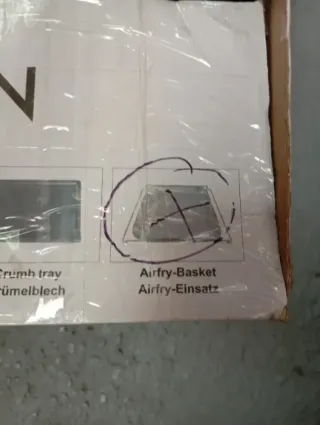 N
Crumb tray
rümelblech
Airfry-Basket
Airfry-Einsatz